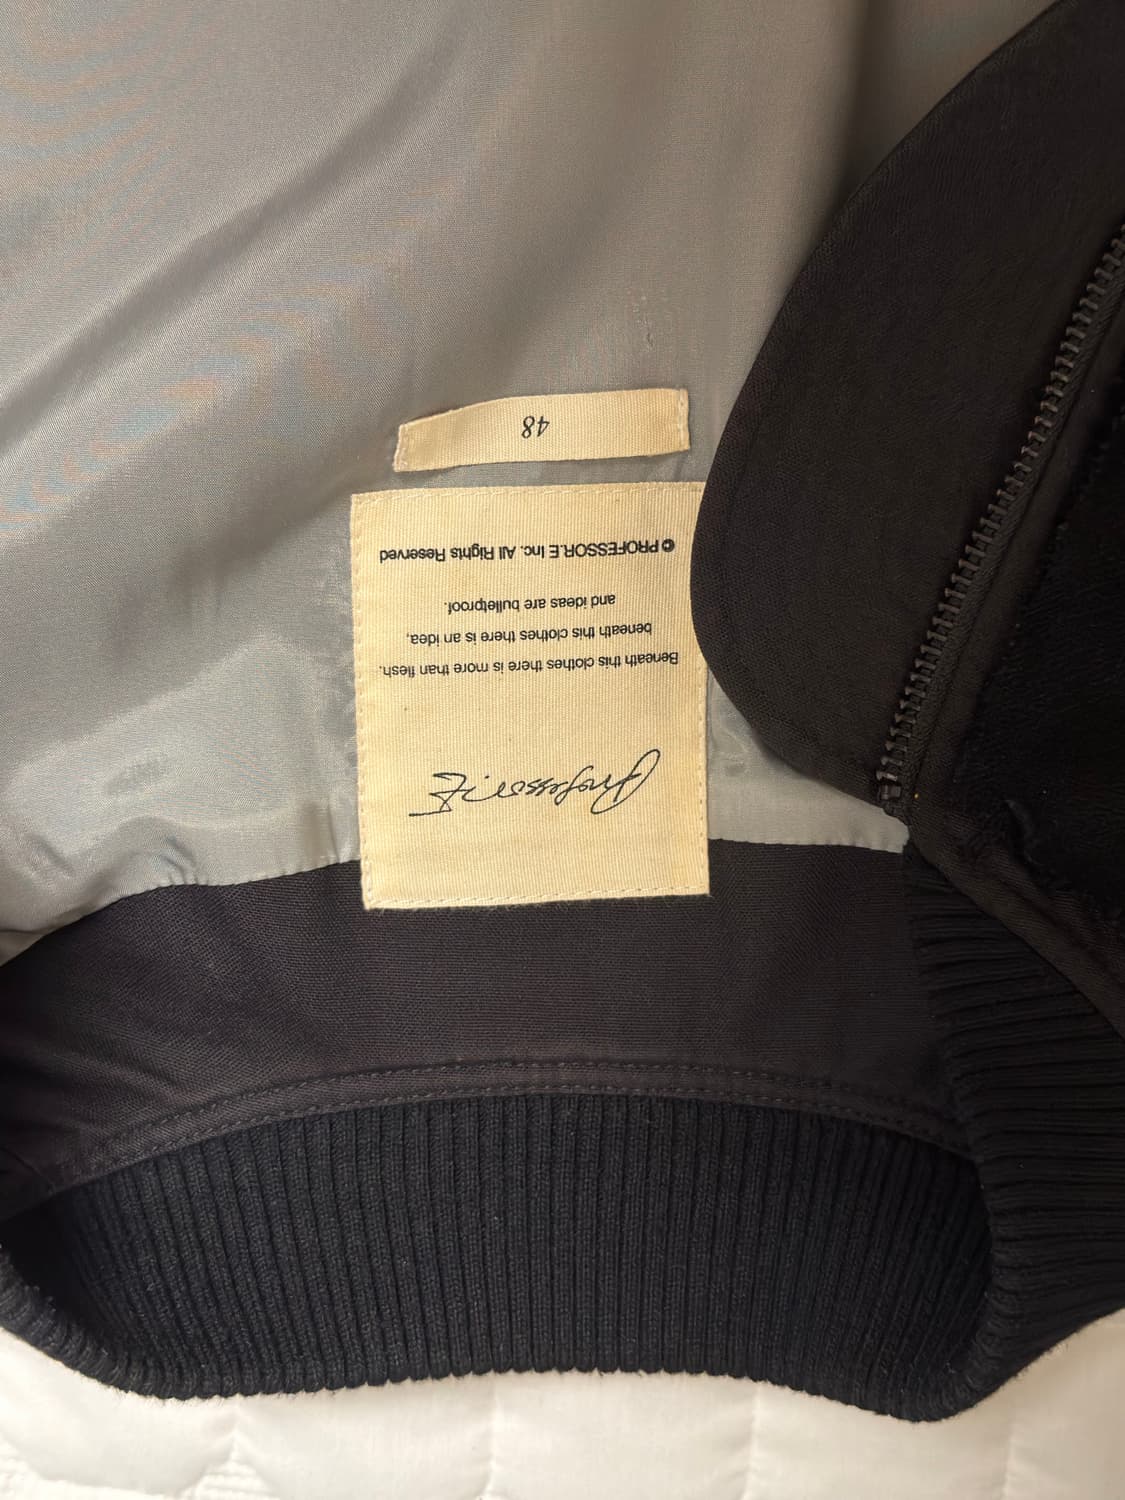 Professor.E
Beneath this clothes there is more than flesh.
beneath this clothes there is an idea,
and ideas are bulletproof.
© PROFESSOR.E Inc. All Rights Reserved
48